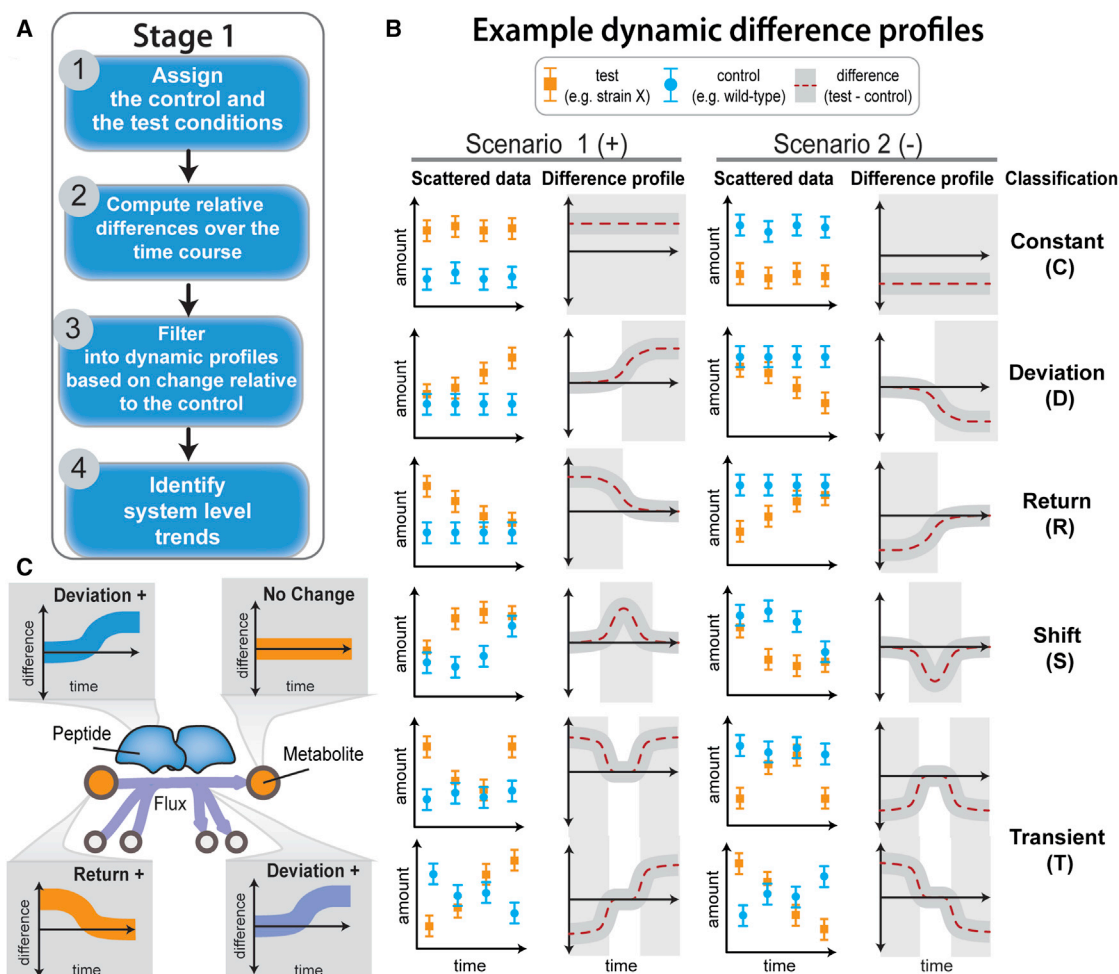 A
Stage 1
1
Assign
the control and
the test conditions
2
Compute relative
differences over the
time course
3
Filter
into dynamic profiles
based on change relative
to the control
4
Identify
system level
trends
B
Example dynamic difference profiles
test
(e.g. strain X)
control
(e.g. wild-type)
difference
(test - control)
Scenario 1 (+)
Scenario 2 (-)
Scattered data
Difference profile
Scattered data
Difference profile
Classification
amount
amount
Constant
(C)
amount
amount
Deviation
(D)
amount
amount
Return
(R)
amount
amount
Shift
(S)
amount
amount
amount
amount
Transient
(T)
time
time
time
time
C
Deviation +
difference
time
No Change
difference
time
Peptide
Metabolite
Flux
Return +
difference
time
Deviation +
difference
time